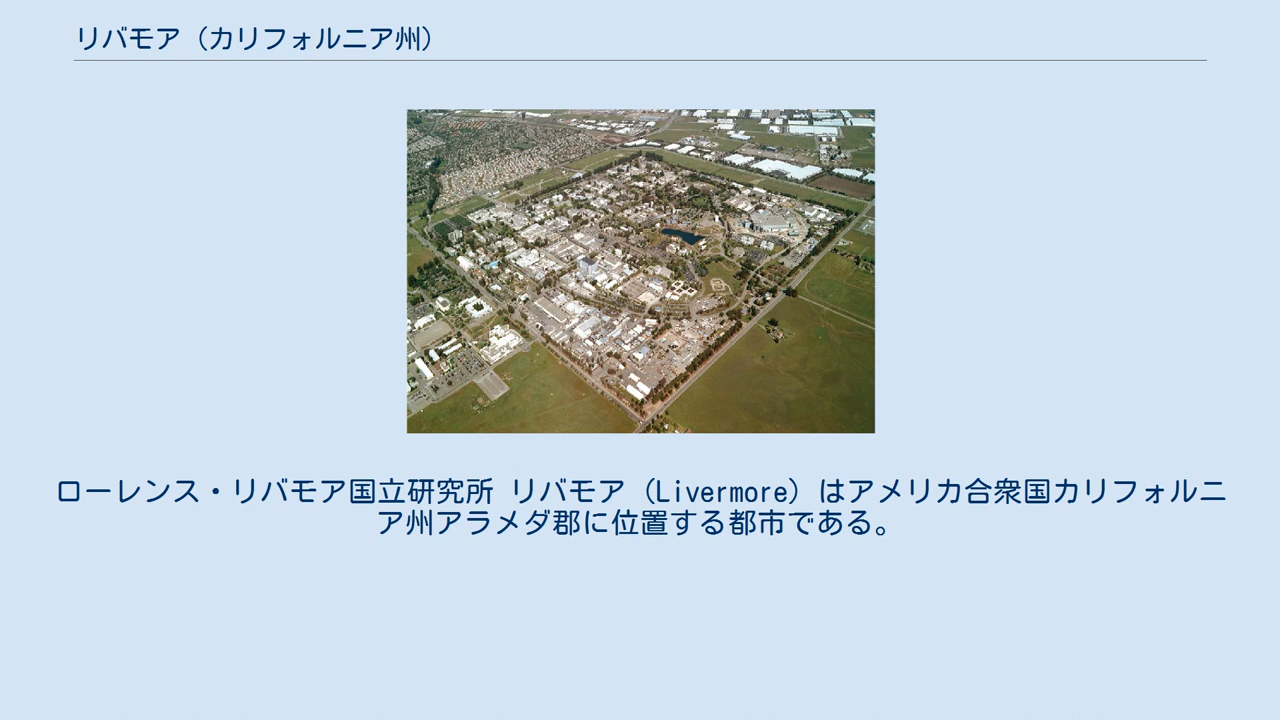 リバモア（カリフォルニア州）
ローレンス・リバモア国立研究所 リバモア（Livermore）はアメリカ合衆国カリフォルニ
ア州アラメダ郡に位置する都市である。